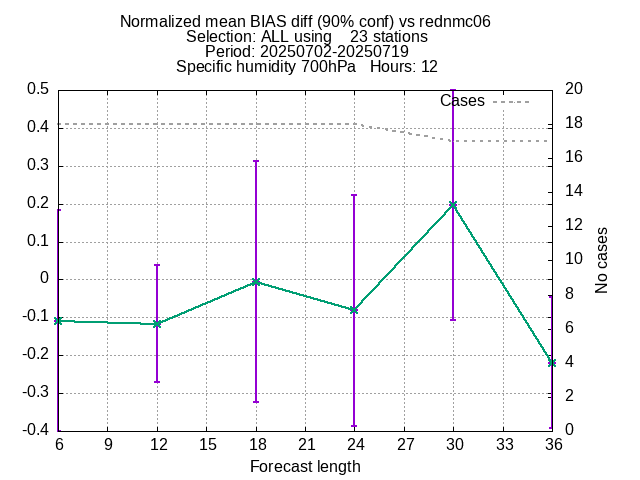 Normalized mean BIAS diff (90% conf) vs rednmc06
Selection: ALL using    23 stations
Period: 20250702-20250719
Specific humidity 700hPa   Hours: 12
Cases
0.5
0.4
0.3
0.2
0.1
0
-0.1
-0.2
-0.3
-0.4
20
18
16
14
12
10
8
6
4
2
0
No cases
6 9 12 15 18 21 24 27 30 33 36
Forecast length